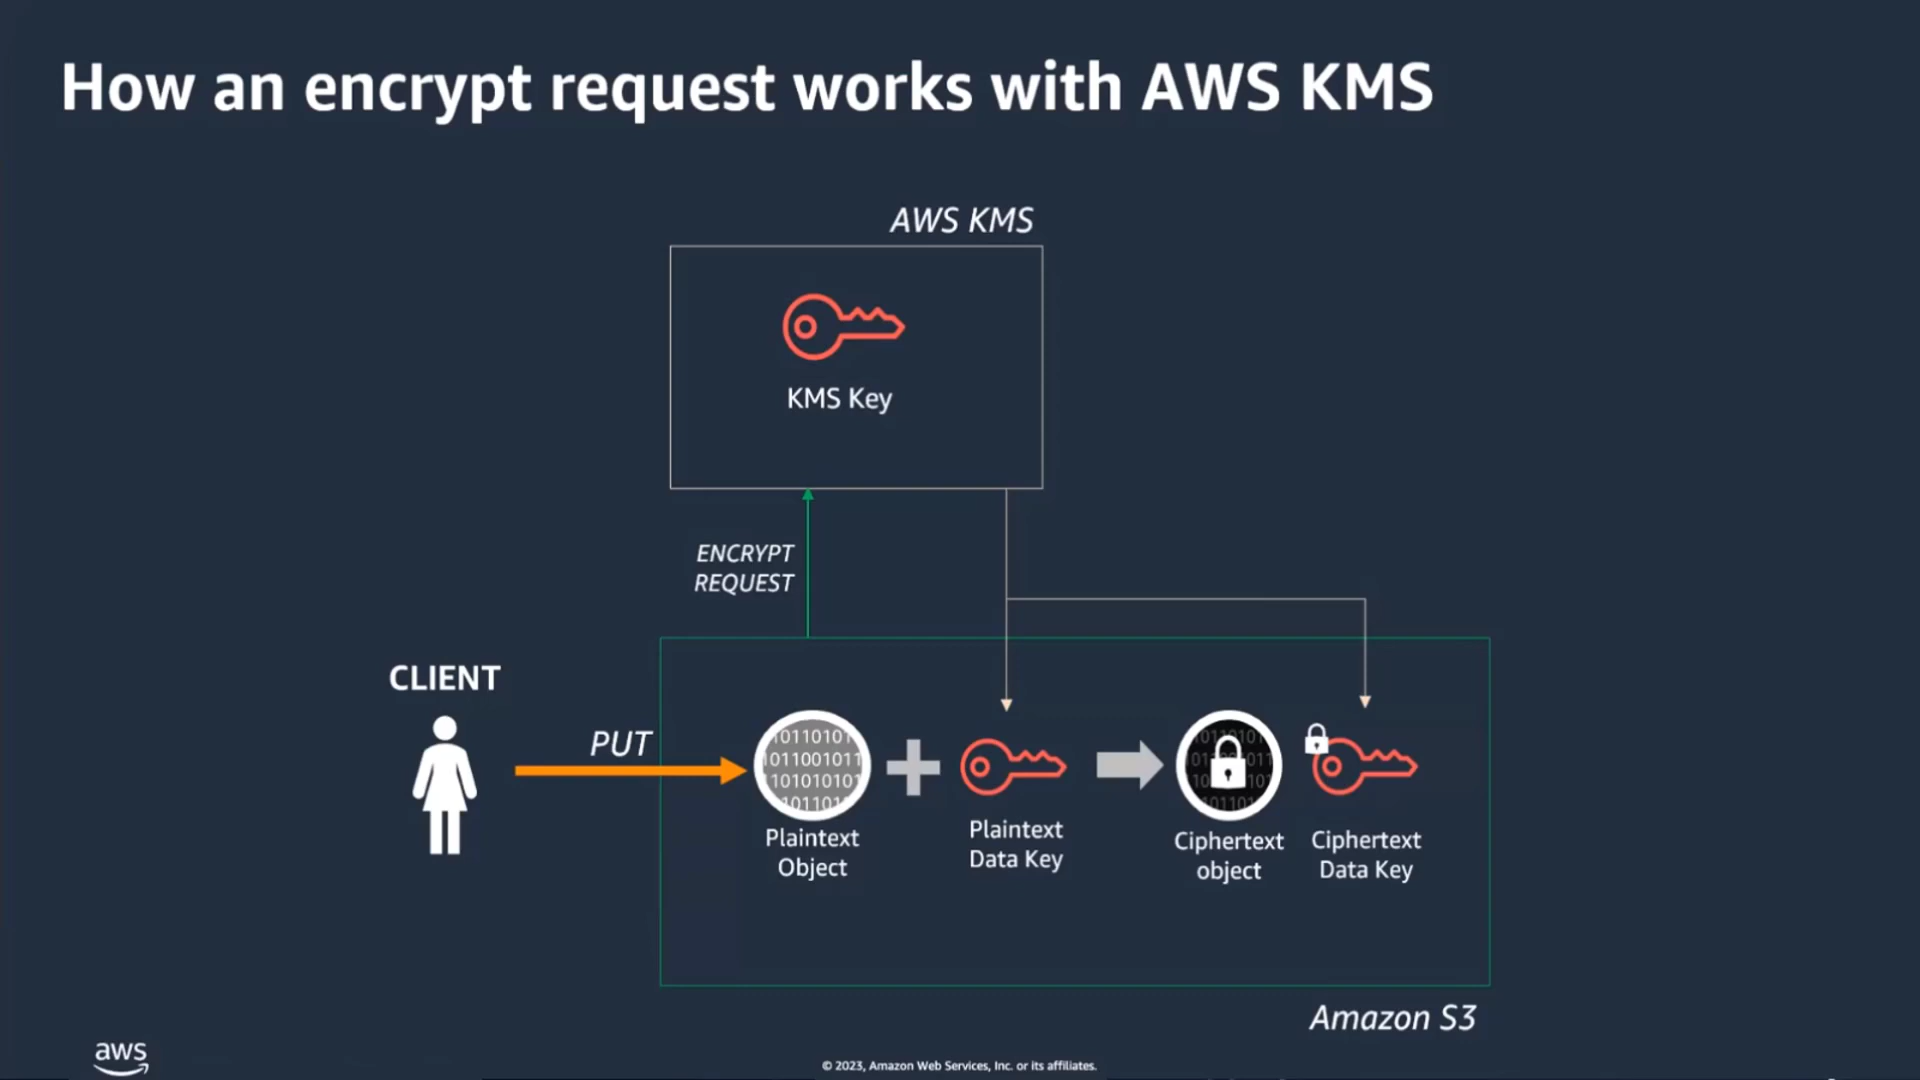 How an encrypt request works with AWS KMS
AWS KMS
KMS Key
ENCRYPT
REQUEST
CLIENT
PUT
Plaintext
Object
Plaintext
Data Key
Ciphertext
object
Ciphertext
Data Key
Amazon S3
aws
© 2023, Amazon Web Services, Inc. or its affiliates.